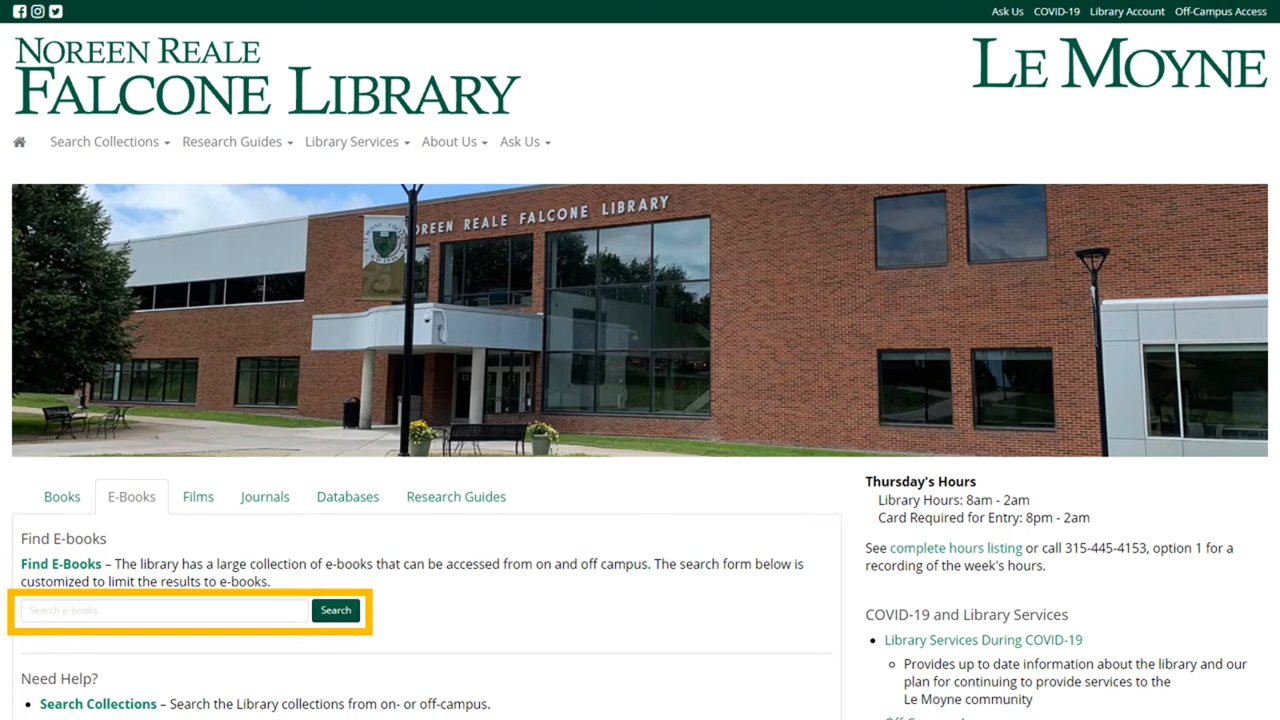 Ask Us COVID-19 Library Account Off-Campus Access
NOREEN REALE
FALCONE LIBRARY
LE MOYNE
Search Collections Research Guides Library Services About Us Ask Us
NOREEN REALE FALCONE LIBRARY
Books E-Books Films Journals Databases Research Guides
Find E-books
Find E-Books – The library has a large collection of e-books that can be accessed from on and off campus. The search form below is
customized to limit the results to e-books.
Search e-books Search
Need Help?
• Search Collections – Search the Library collections from on- or off-campus.
Thursday's Hours
Library Hours: 8am - 2am
Card Required for Entry: 8pm - 2am
See complete hours listing or call 315-445-4153, option 1 for a
recording of the week's hours.
COVID-19 and Library Services
• Library Services During COVID-19
Provides up to date information about the library and our
plan for continuing to provide services to the
Le Moyne community